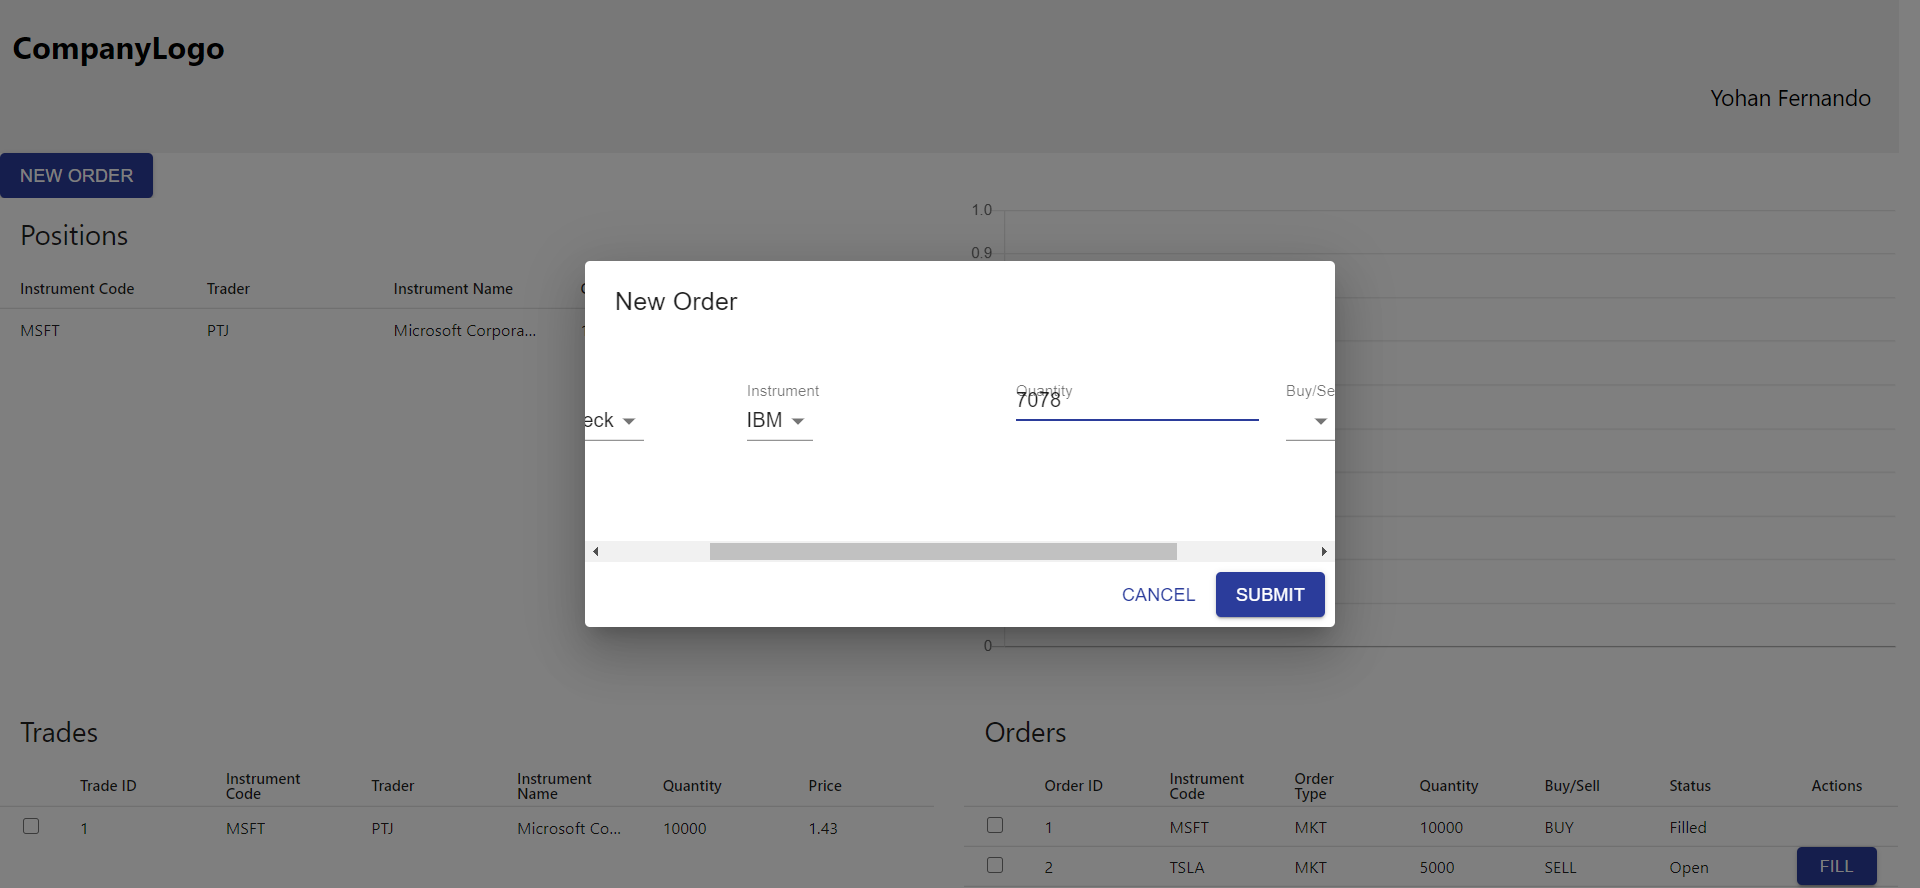 CompanyLogo
Yohan Fernando
NEW ORDER
Positions
Instrument Code Trader Instrument Name
MSFT PTJ Microsoft Corpora...
1.0
0.9
0
New Order
eck
Instrument
IBM
Quantity
7078
Buy/Se
CANCEL SUBMIT
Trades
Trade ID Instrument Code Trader Instrument Name Quantity Price
1 MSFT PTJ Microsoft Co... 10000 1.43
Orders
Order ID Instrument Code Order Type Quantity Buy/Sell Status Actions
1 MSFT MKT 10000 BUY Filled
2 TSLA MKT 5000 SELL Open FILL